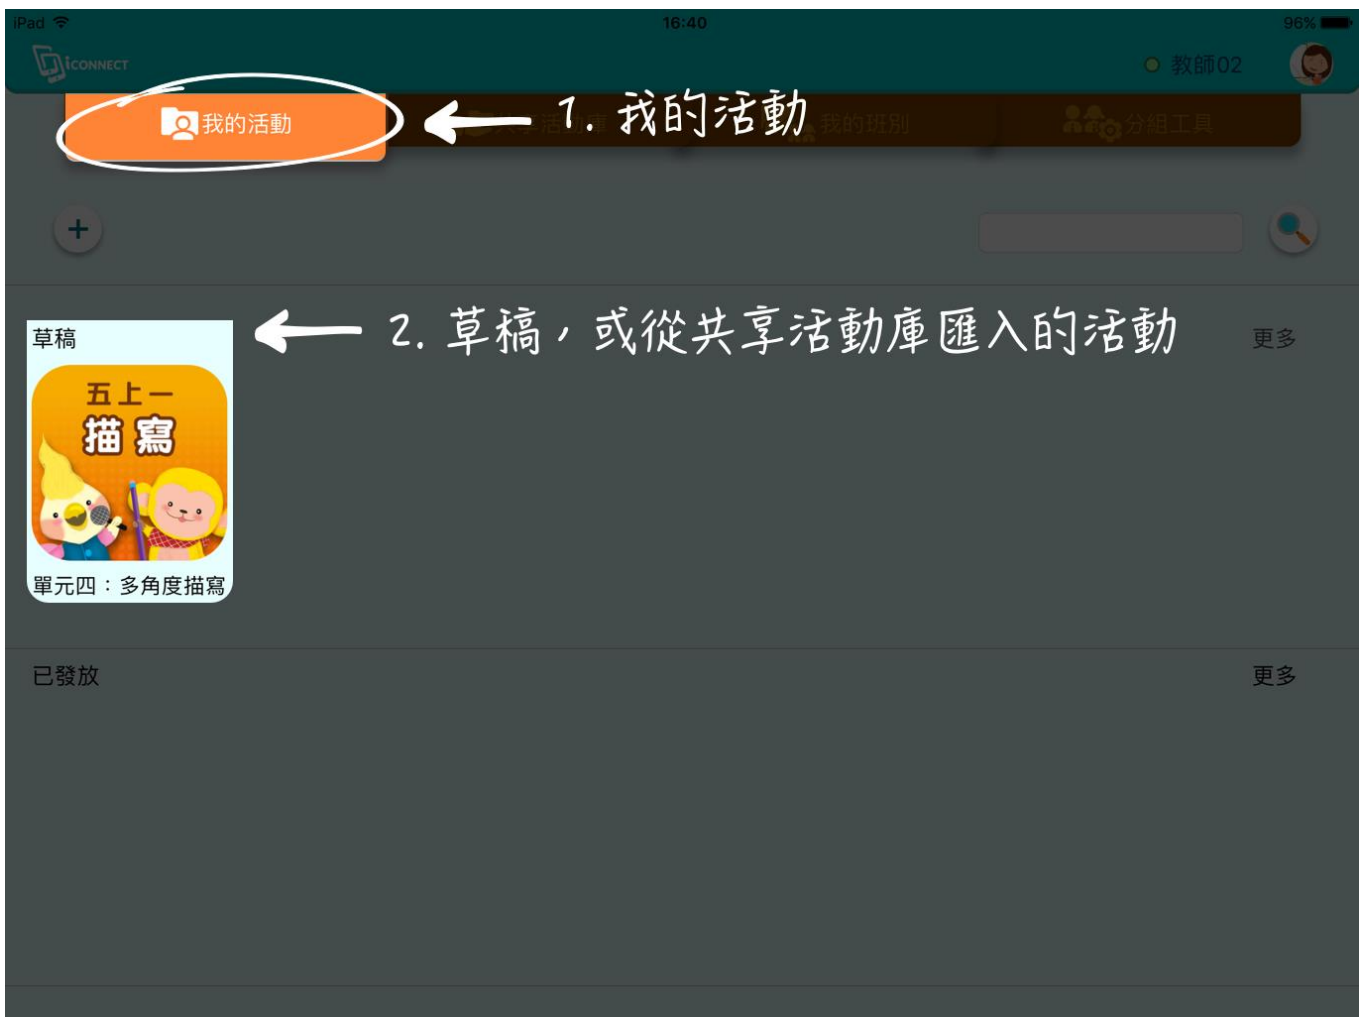 iPad 16:40 96%
iCONNECT 教師02
我的活動 1. 我的活動 我的班別 分組工具
+
草稿 2. 草稿，或從共享活動庫匯入的活動 更多
五上一
描寫
單元四：多角度描寫
已發放 更多